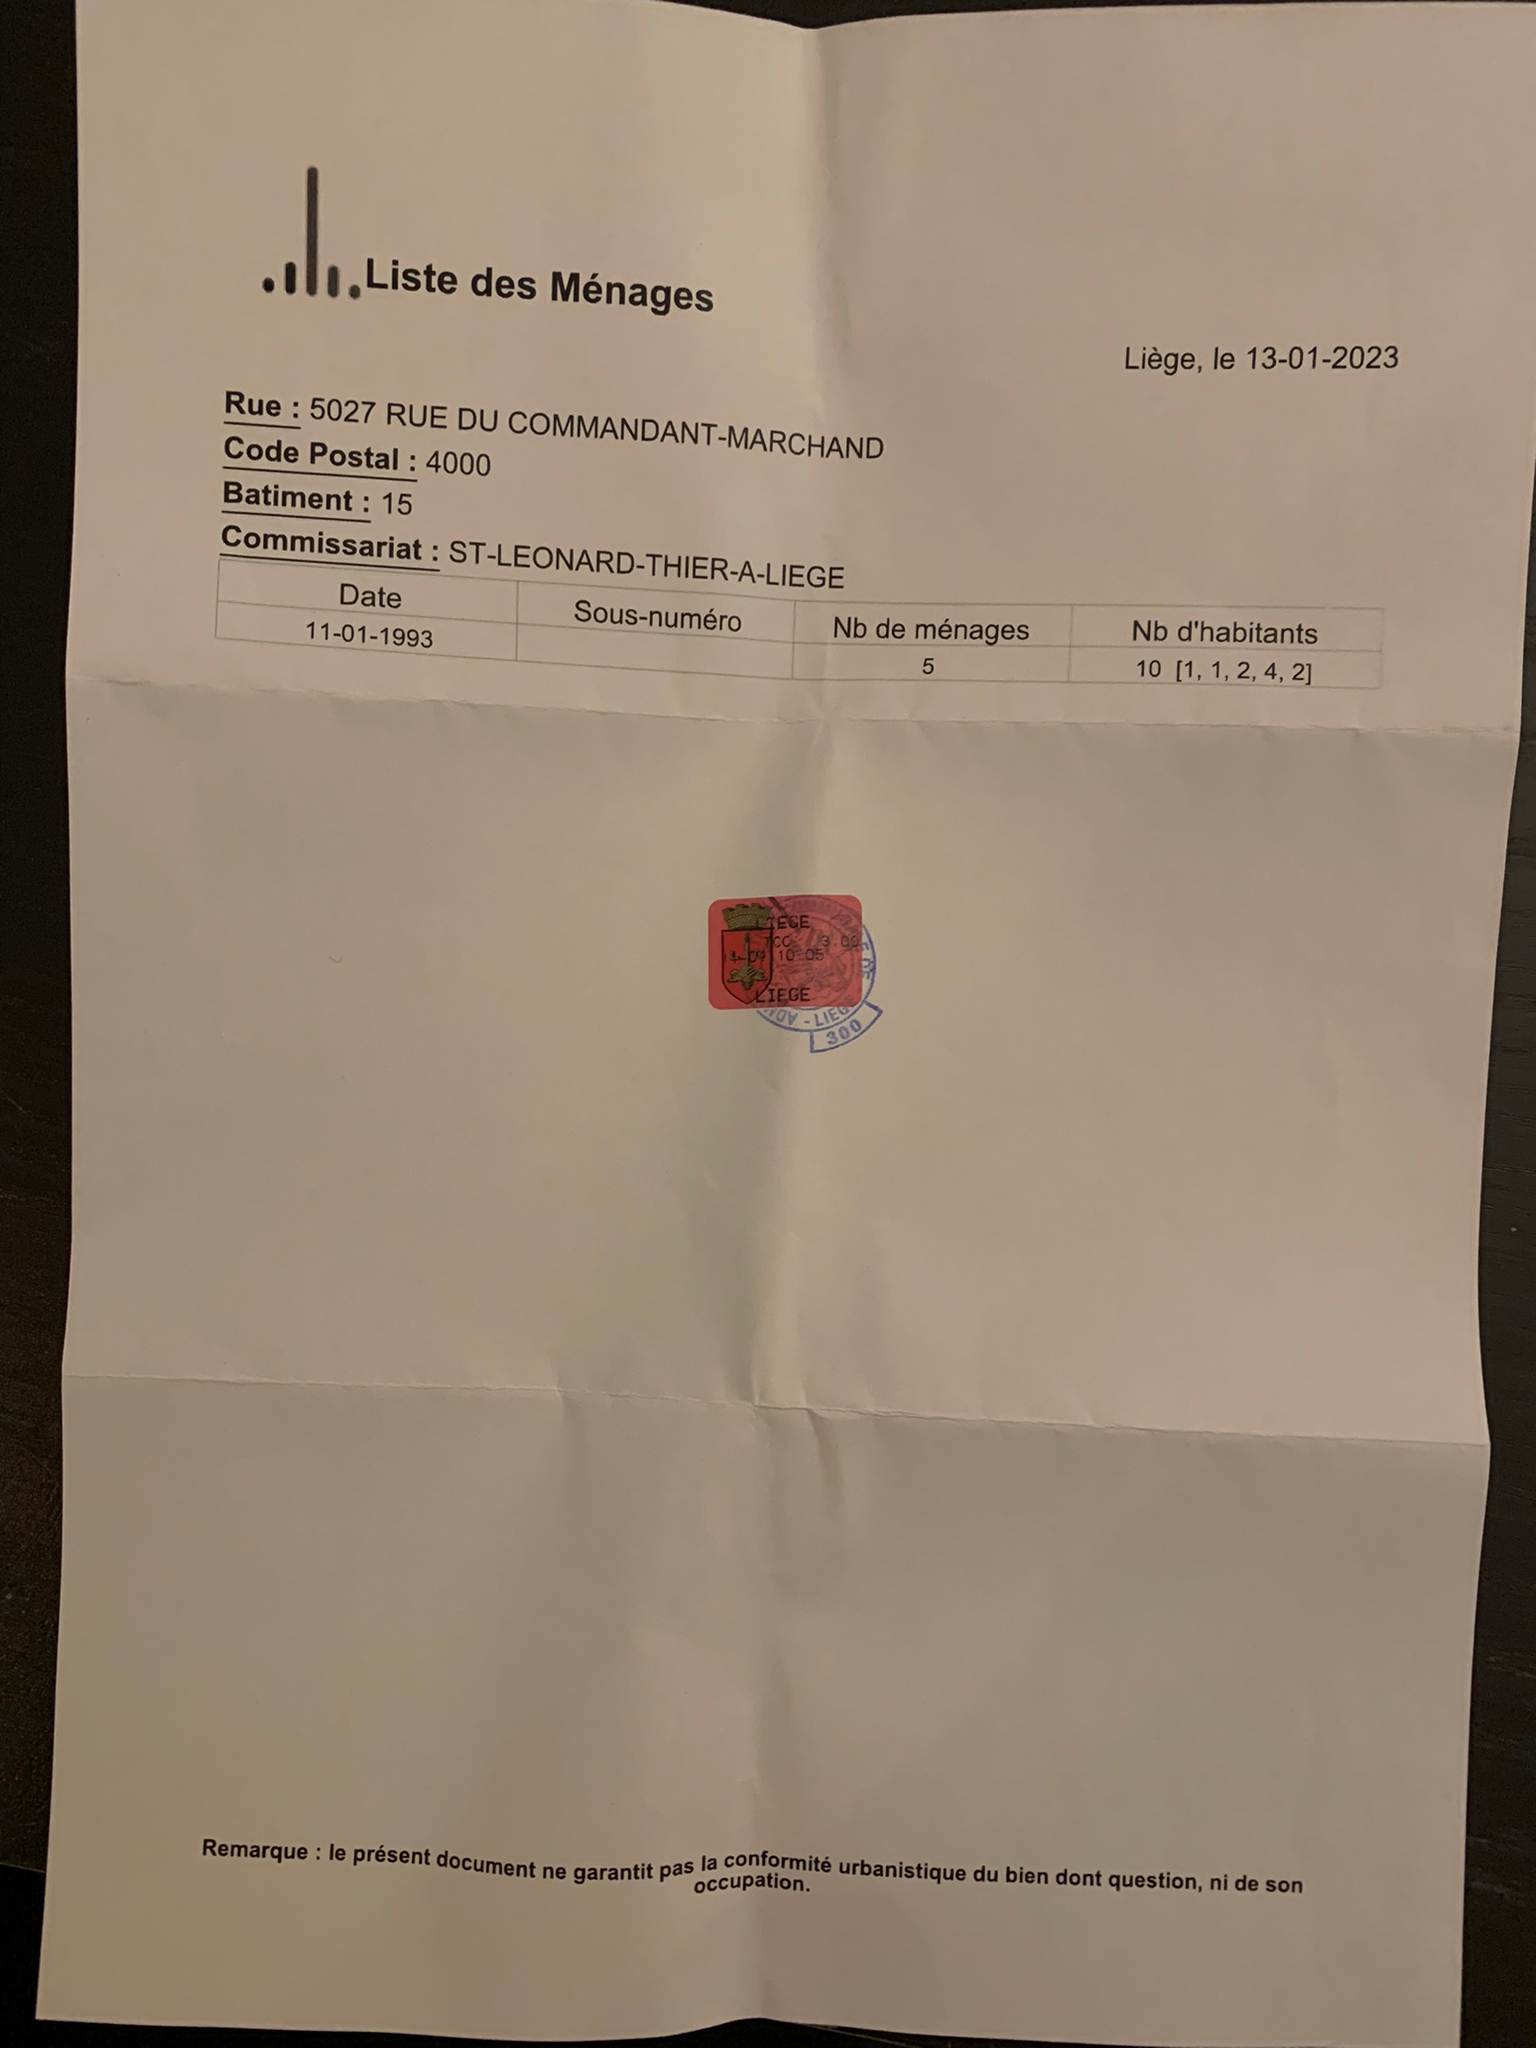 Liste des Ménages
Liège, le 13-01-2023
Rue : 5027 RUE DU COMMANDANT-MARCHAND
Code Postal : 4000
Batiment : 15
Commissariat : ST-LEONARD-THIER-A-LIEGE
Date Sous-numéro Nb de ménages Nb d'habitants
11-01-1993 5 10 [1, 1, 2, 4, 2]
LIEGE
300
Remarque : le présent document ne garantit pas la conformité urbanistique du bien dont question, ni de son
occupation.